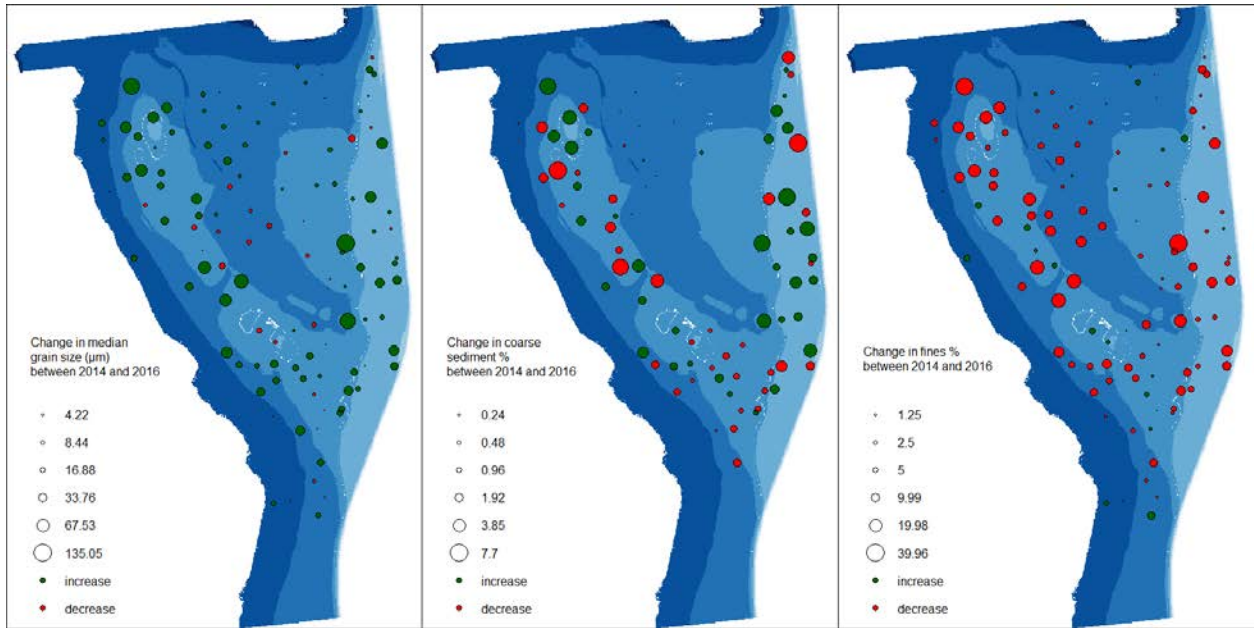 Change in median
grain size (µm)
between 2014 and 2016
4.22
8.44
16.88
33.76
67.53
135.05
increase
decrease
Change in coarse
sediment %
between 2014 and 2016
0.24
0.48
0.96
1.92
3.85
7.7
increase
decrease
Change in fines %
between 2014 and 2016
1.25
2.5
5
9.99
19.98
39.96
increase
decrease